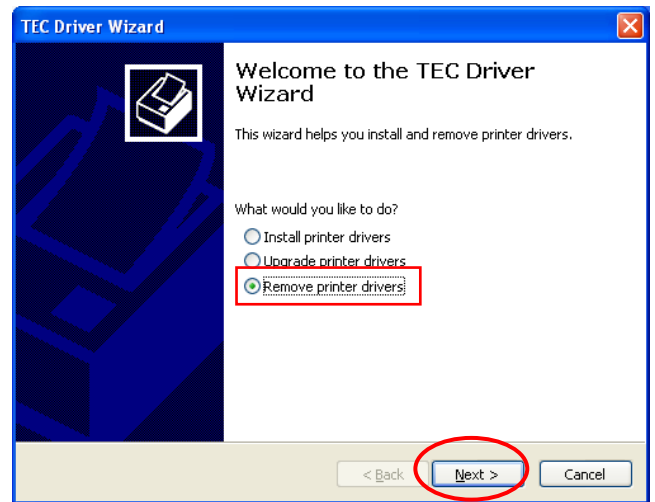 TEC Driver Wizard
Welcome to the TEC Driver
Wizard
This wizard helps you install and remove printer drivers.
What would you like to do?
Install printer drivers
Upgrade printer drivers
Remove printer drivers
< Back
Next >
Cancel